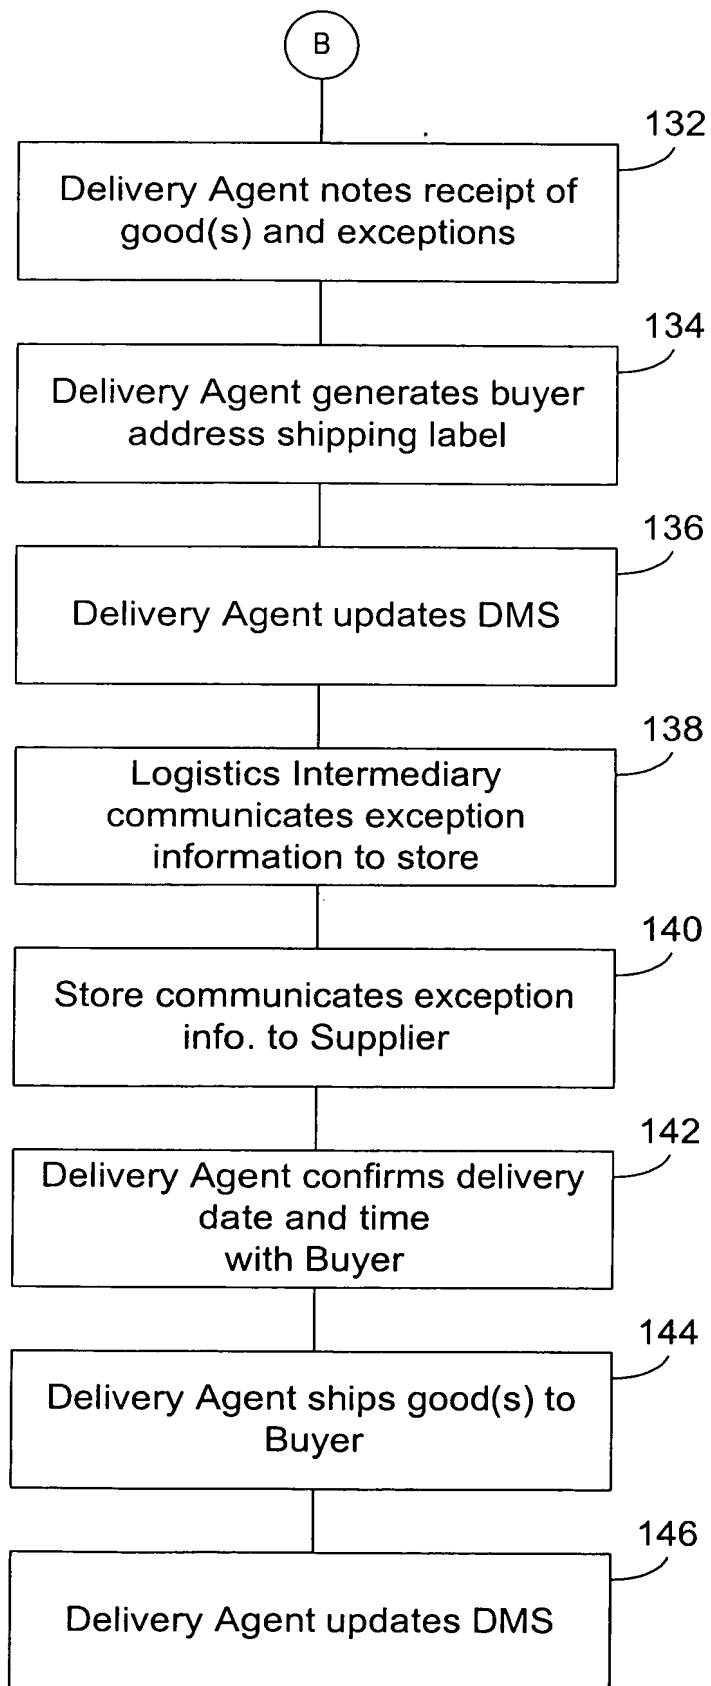 B
132
Delivery Agent notes receipt of
good(s) and exceptions
134
Delivery Agent generates buyer
address shipping label
136
Delivery Agent updates DMS
138
Logistics Intermediary
communicates exception
information to store
140
Store communicates exception
info. to Supplier
142
Delivery Agent confirms delivery
date and time
with Buyer
144
Delivery Agent ships good(s) to
Buyer
146
Delivery Agent updates DMS